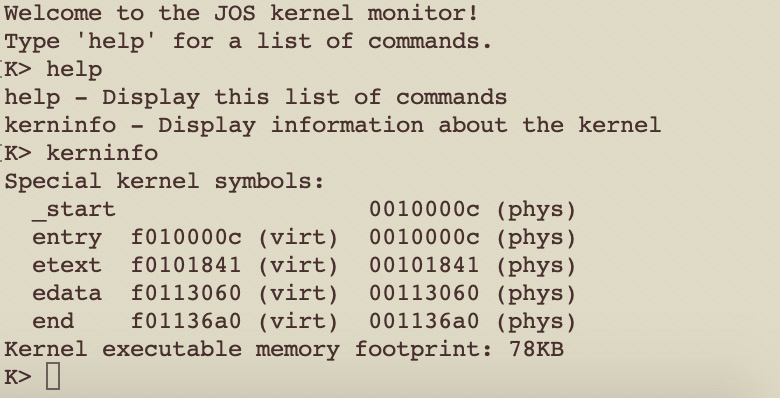 Welcome to the JOS kernel monitor!
Type 'help' for a list of commands.
K> help
help - Display this list of commands
kerninfo - Display information about the kernel
K> kerninfo
Special kernel symbols:
  _start                  0010000c (phys)
  entry  f010000c (virt)  0010000c (phys)
  etext  f0101841 (virt)  00101841 (phys)
  edata  f0113060 (virt)  00113060 (phys)
  end    f01136a0 (virt)  001136a0 (phys)
Kernel executable memory footprint: 78KB
K>